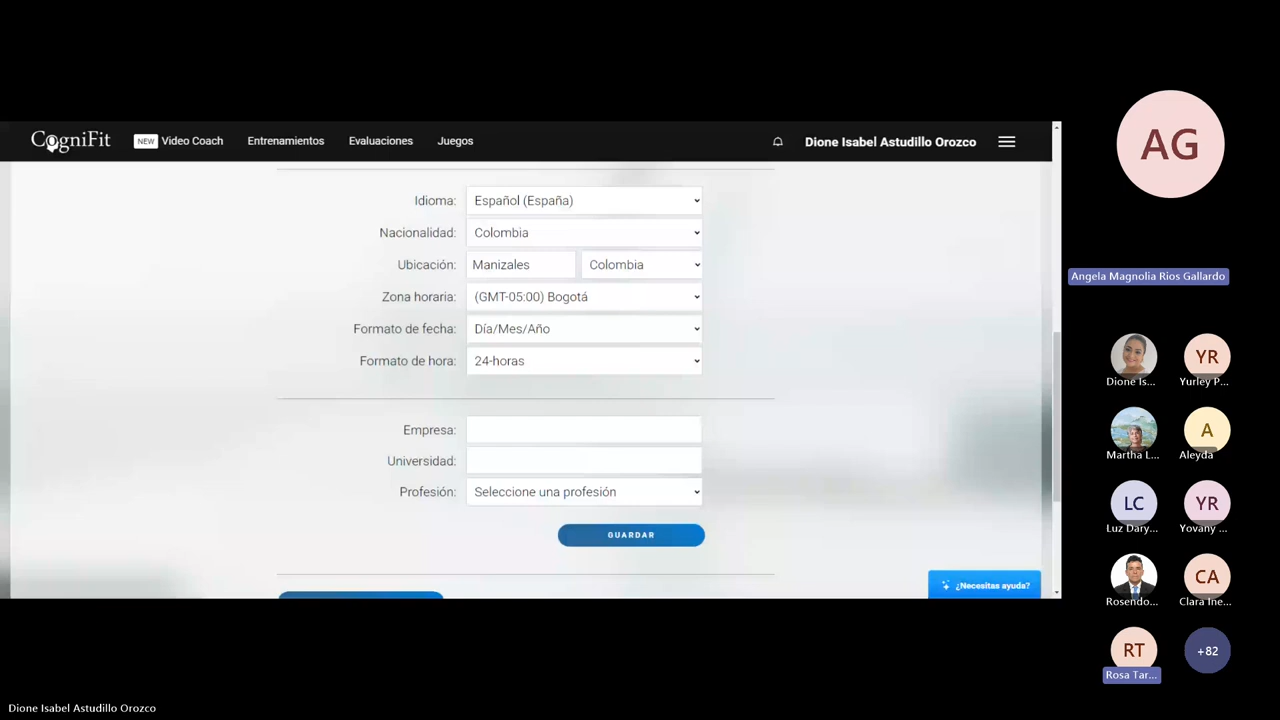 CogniFit
NEW Video Coach
Entrenamientos
Evaluaciones
Juegos
Dione Isabel Astudillo Orozco
Idioma: Español (España)
Nacionalidad: Colombia
Ubicación: Manizales Colombia
Zona horaria: (GMT-05:00) Bogotá
Formato de fecha: Día/Mes/Año
Formato de hora: 24-horas
Empresa:
Universidad:
Profesión: Seleccione una profesión
GUARDAR
¿Necesitas ayuda?
AG
Angela Magnolia Rios Gallardo
Dione Is...
YR
Yurley P...
Martha L...
A
Aleyda
LC
Luz Dary...
YR
Yovany ...
Rosendo...
CA
Clara Ine...
RT
Rosa Tar...
+82
Dione Isabel Astudillo Orozco